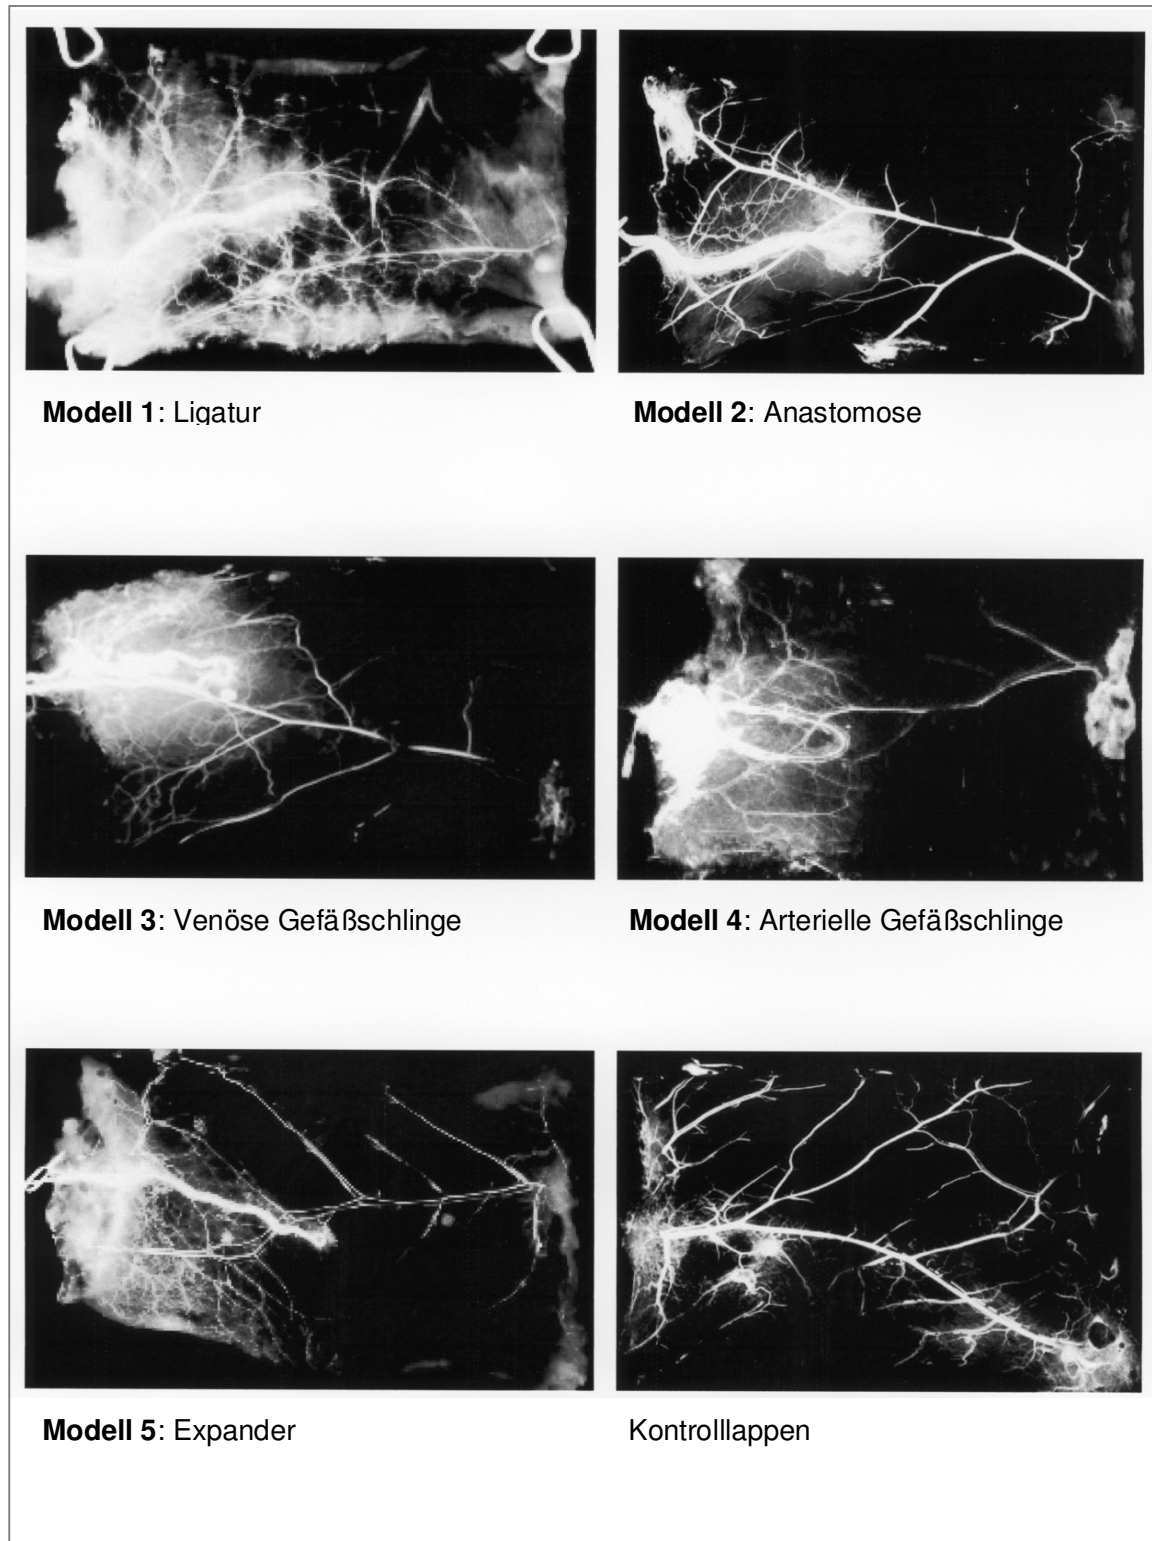 Modell 1: Ligatur
Modell 2: Anastomose
Modell 3: Venöse Gefäßschlinge
Modell 4: Arterielle Gefäßschlinge
Modell 5: Expander
Kontrolllappen